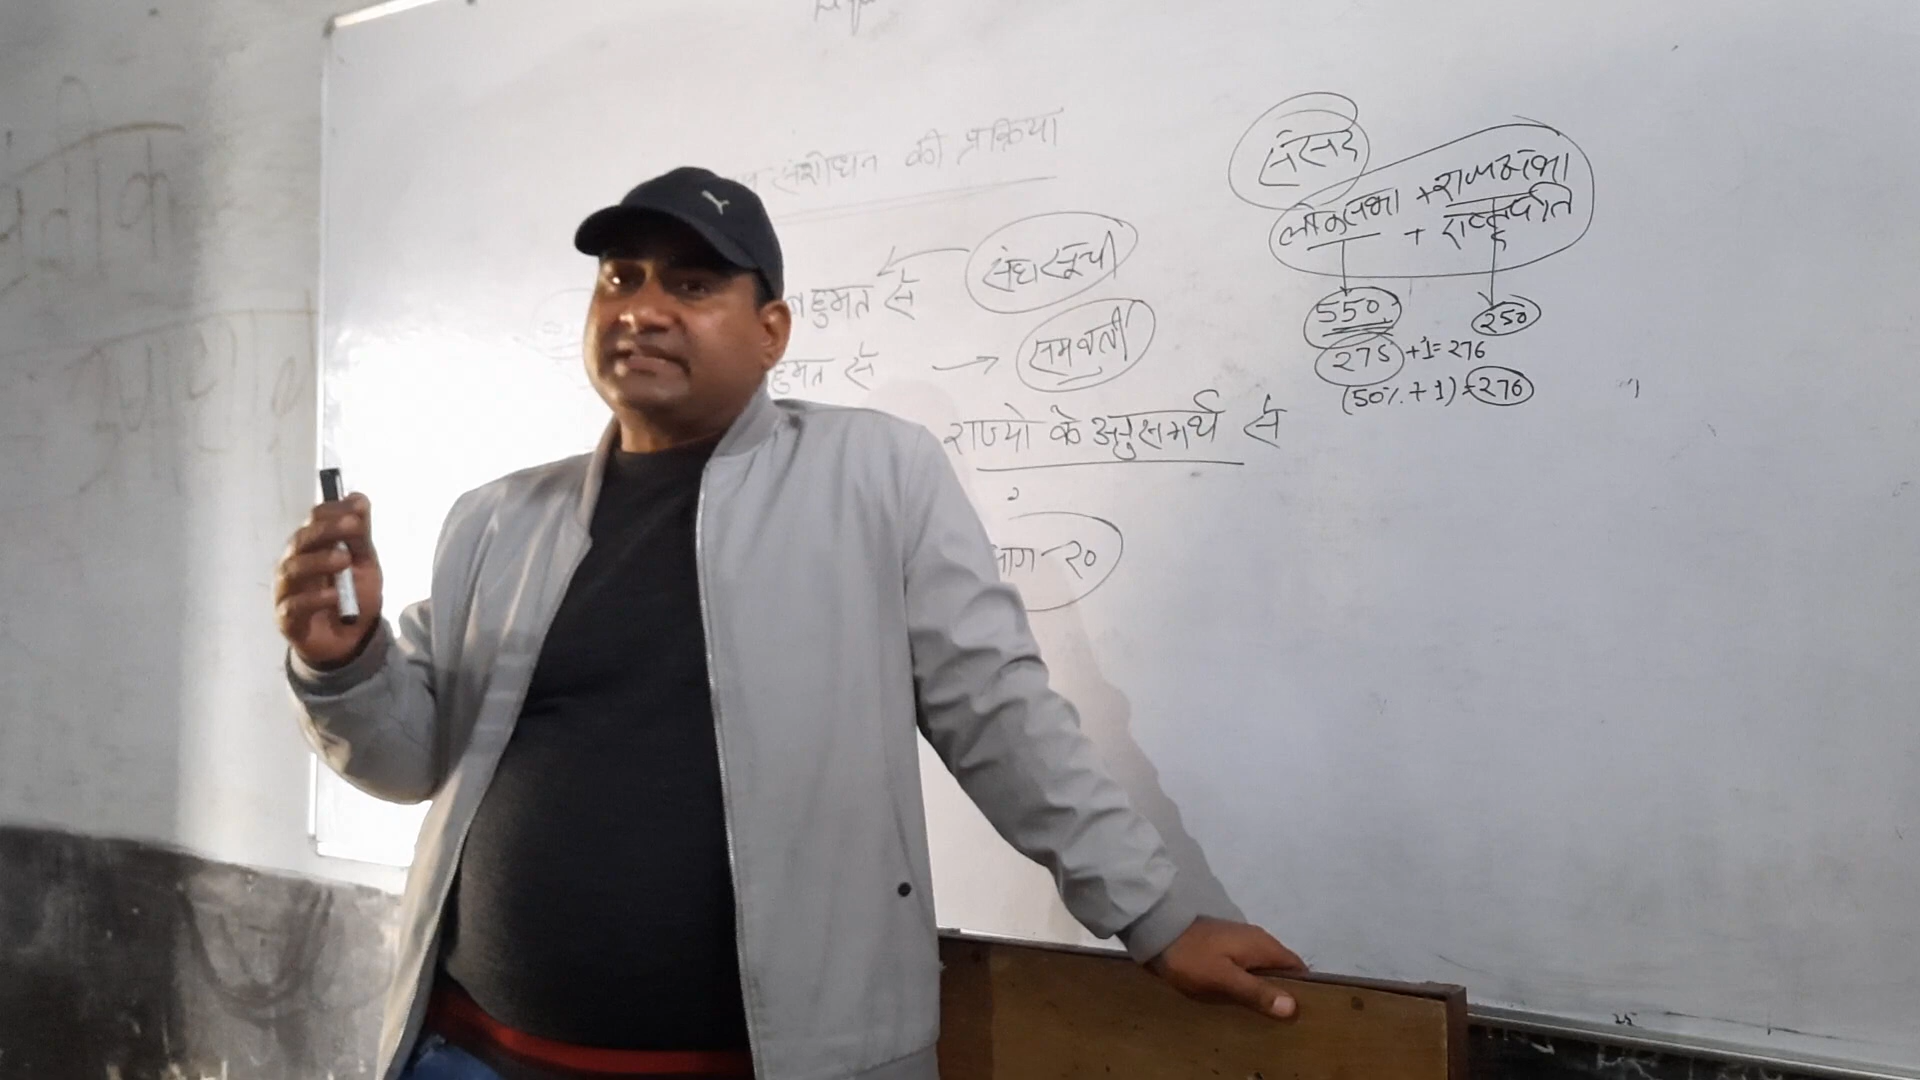 संशोधन की प्रक्रिया
बहुमत से
संघसूची
हुमत से → समवर्ती
राज्यो के अनुसमर्थ से
भाग-२०
संसद
लोकसभा + राज्यसभा
+ राष्ट्रपति
550
250
275 +1= 276
(50% + 1) = 276